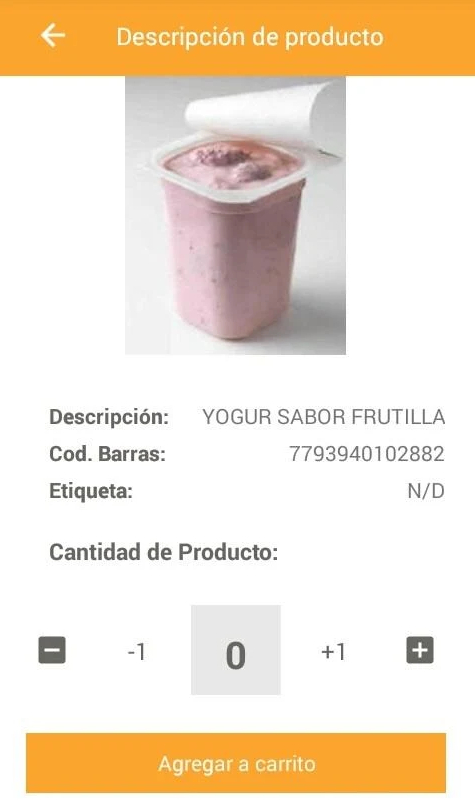 Descripción de producto
Descripción: YOGUR SABOR FRUTILLA
Cod. Barras: 7793940102882
Etiqueta: N/D
Cantidad de Producto:
-1 0 +1
Agregar a carrito